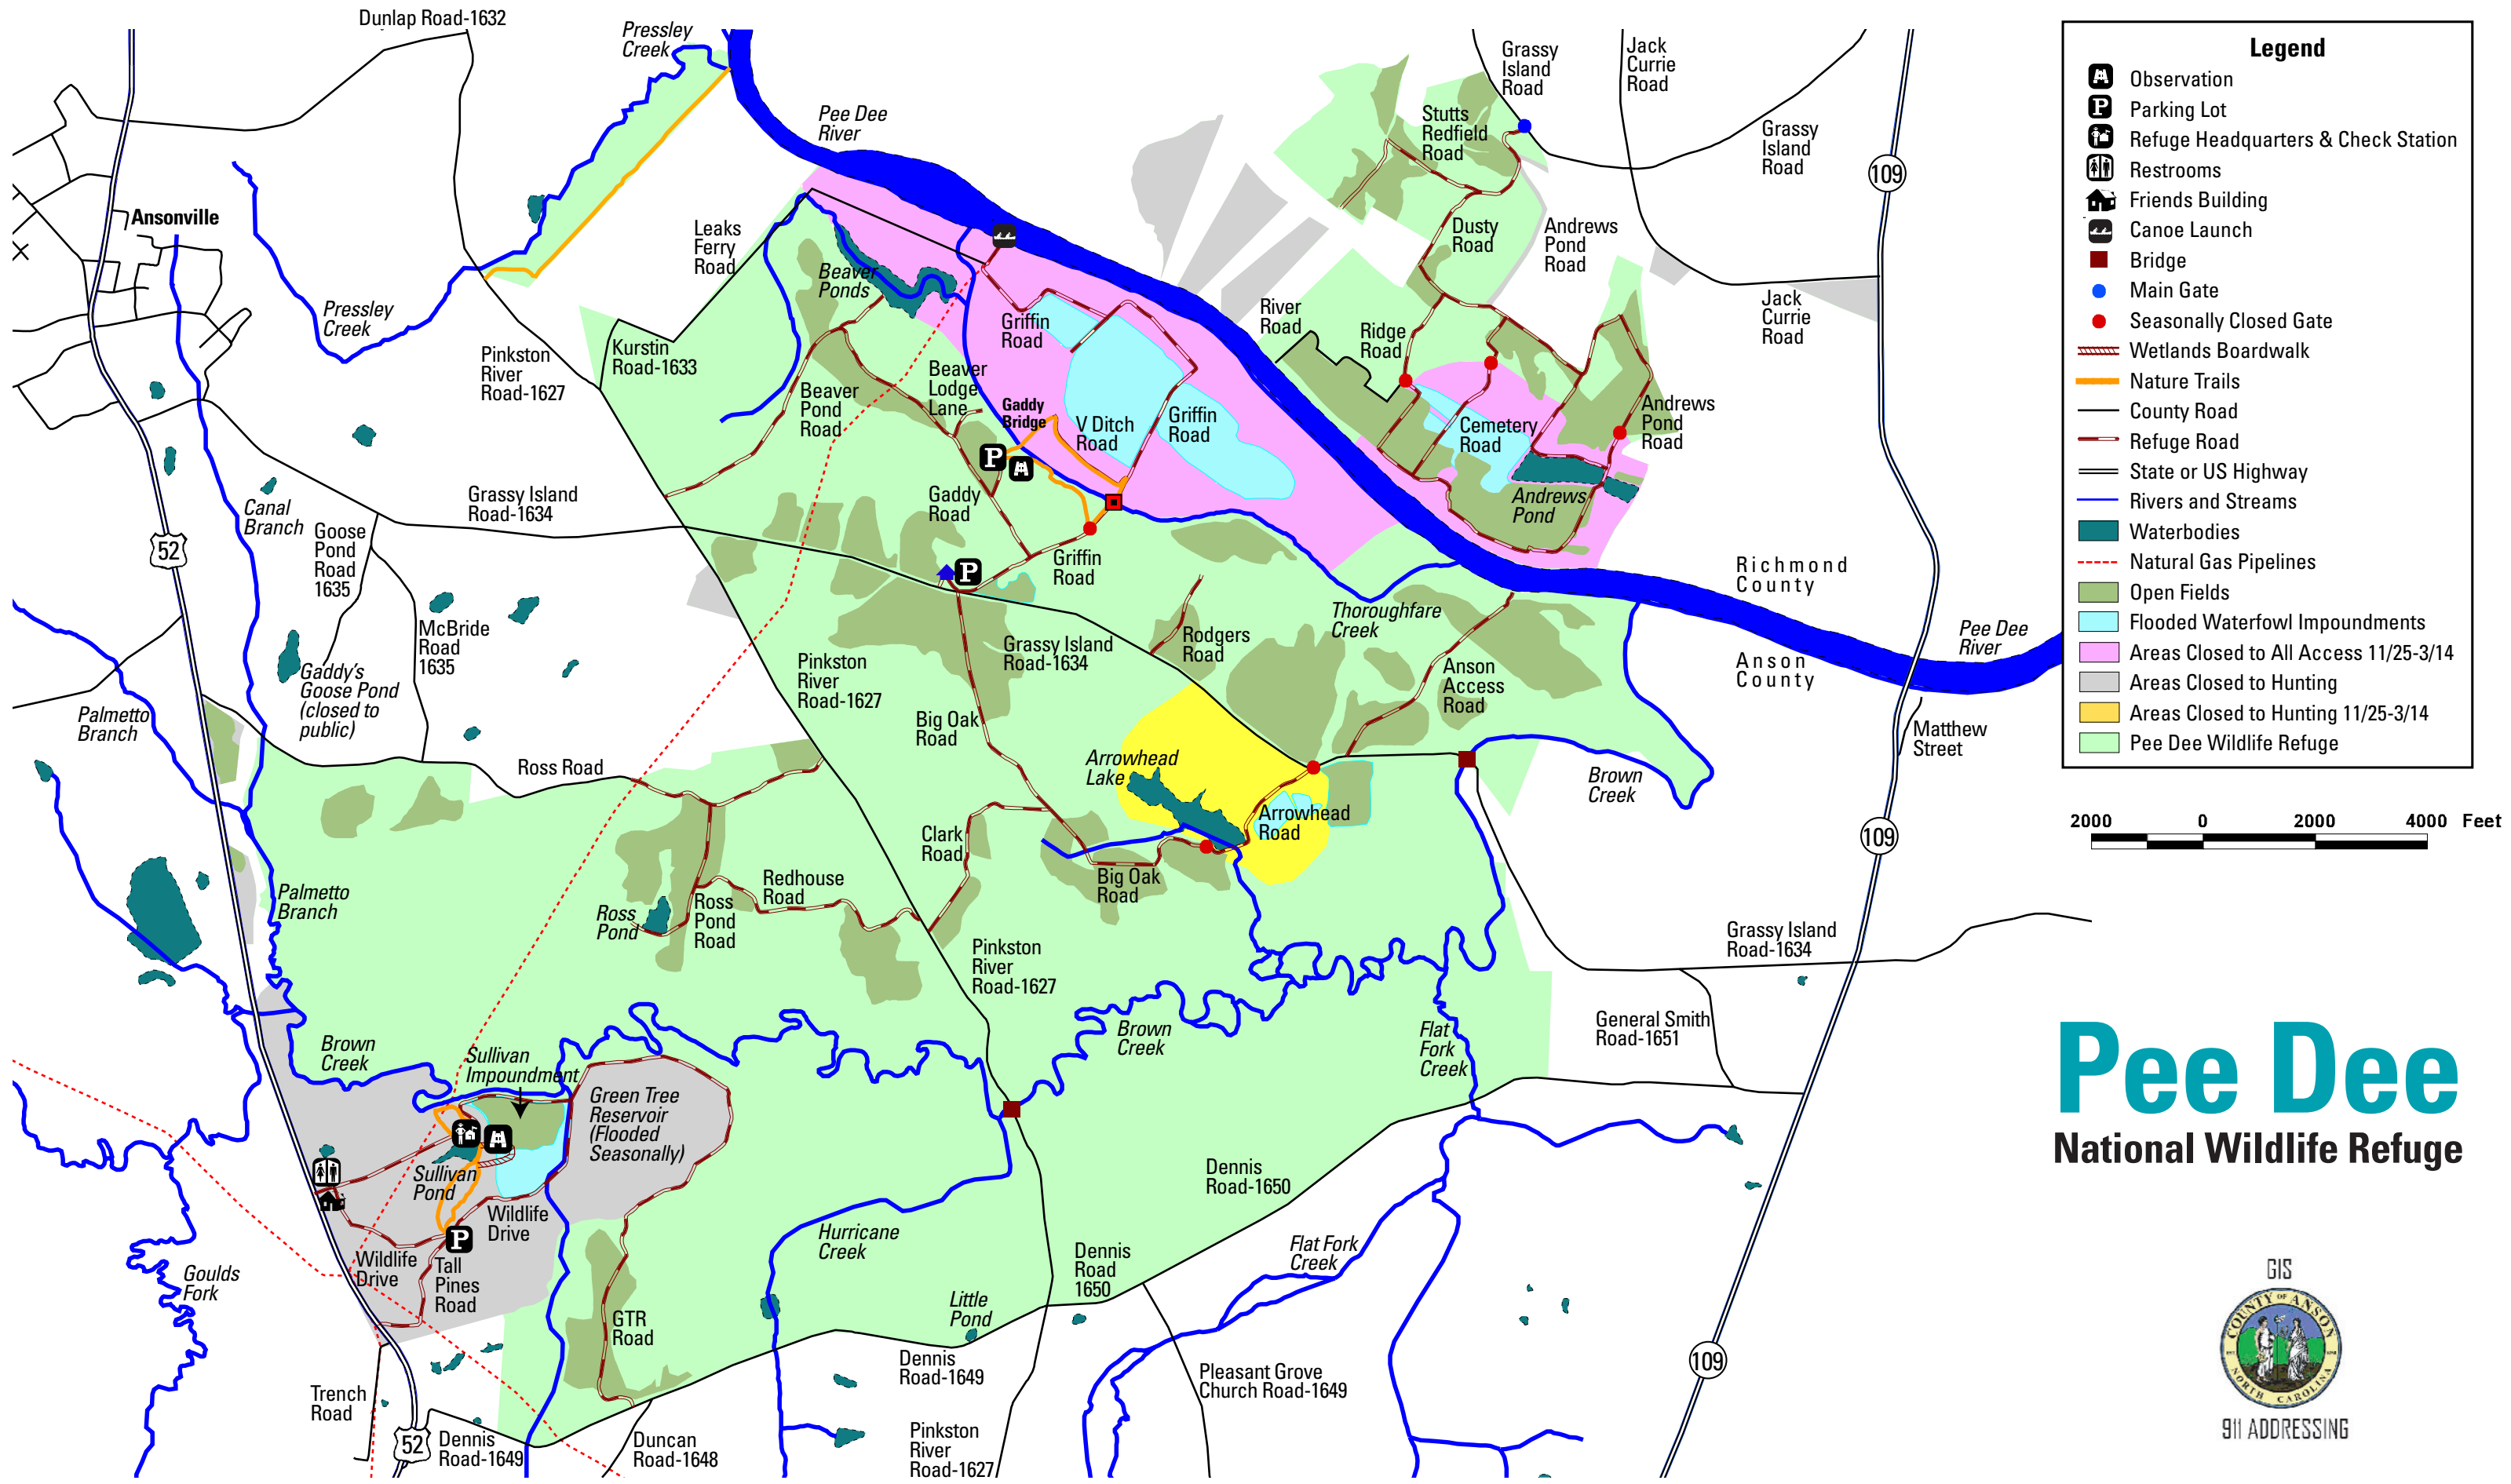 Dunlap Road-1632
Pressley
Creek
Pee Dee
River
Grassy
Island
Road
Jack
Currie
Road
Stutts
Redfield
Road
Grassy
Island
Road
109
Ansonville
Leaks
Ferry
Road
Dusty
Road
Andrews
Pond
Road
Beaver
Ponds
Pressley
Creek
Pinkston
River
Road-1627
Kurstin
Road-1633
Griffin
Road
River
Road
Ridge
Road
Jack
Currie
Road
Beaver
Pond
Road
Beaver
Lodge
Lane
Gaddy
Bridge
V Ditch
Road
Griffin
Road
Cemetery
Road
Andrews
Pond
Road
P
Grassy Island
Road-1634
Gaddy
Road
Andrews
Pond
Canal
Branch
Goose
Pond
Road
1635
52
Griffin
Road
P
Richmond
County
McBride
Road
1635
Thoroughfare
Creek
Grassy Island
Road-1634
Rodgers
Road
Pee Dee
River
Anson
County
Gaddy's
Goose Pond
(closed to
public)
Pinkston
River
Road-1627
Anson
Access
Road
Palmetto
Branch
Big Oak
Road
Matthew
Street
Ross Road
Arrowhead
Lake
Brown
Creek
Arrowhead
Road
109
Clark
Road
Big Oak
Road
Redhouse
Road
Palmetto
Branch
Ross
Pond
Ross
Pond
Road
Pinkston
River
Road-1627
Grassy Island
Road-1634
General Smith
Road-1651
Brown
Creek
Brown
Creek
Flat
Fork
Creek
Sullivan
Impoundment
Green Tree
Reservoir
(Flooded
Seasonally)
Sullivan
Pond
Dennis
Road-1650
Wildlife
Drive
P
Hurricane
Creek
Wildlife
Drive
Tall
Pines
Road
Goulds
Fork
Dennis
Road
1650
Flat Fork
Creek
Little
Pond
GTR
Road
Dennis
Road-1649
Pleasant Grove
Church Road-1649
109
Trench
Road
52
Dennis
Road-1649
Duncan
Road-1648
Pinkston
River
Road-1627
Legend
Observation
P
Parking Lot
Refuge Headquarters & Check Station
Restrooms
Friends Building
Canoe Launch
Bridge
Main Gate
Seasonally Closed Gate
Wetlands Boardwalk
Nature Trails
County Road
Refuge Road
State or US Highway
Rivers and Streams
Waterbodies
Natural Gas Pipelines
Open Fields
Flooded Waterfowl Impoundments
Areas Closed to All Access 11/25-3/14
Areas Closed to Hunting
Areas Closed to Hunting 11/25-3/14
Pee Dee Wildlife Refuge
2000 0 2000 4000 Feet
Pee Dee
National Wildlife Refuge
GIS
COUNTY OF ANSON
NORTH CAROLINA
911 ADDRESSING